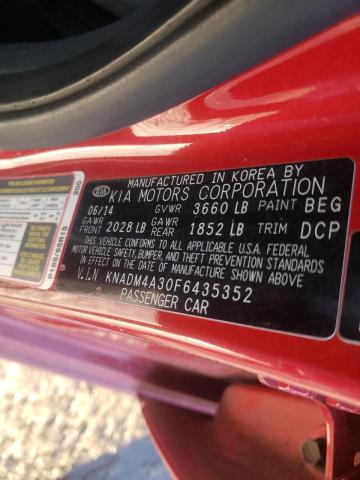 MANUFACTURED IN KOREA BY
KIA KIA MOTORS CORPORATION
06/14 GVWR 3660 LB PAINT BEG
GAWR FRONT 2028 LB GAWR REAR 1852 LB TRIM DCP
THIS VEHICLE CONFORMS TO ALL APPLICABLE U.S.A. FEDERAL
MOTOR VEHICLE SAFETY, BUMPER, AND THEFT PREVENTION STANDARDS
IN EFFECT ON THE DATE OF MANUFACTURE SHOWN ABOVE.
V.I.N KNADM4A30F6435352
PASSENGER CAR